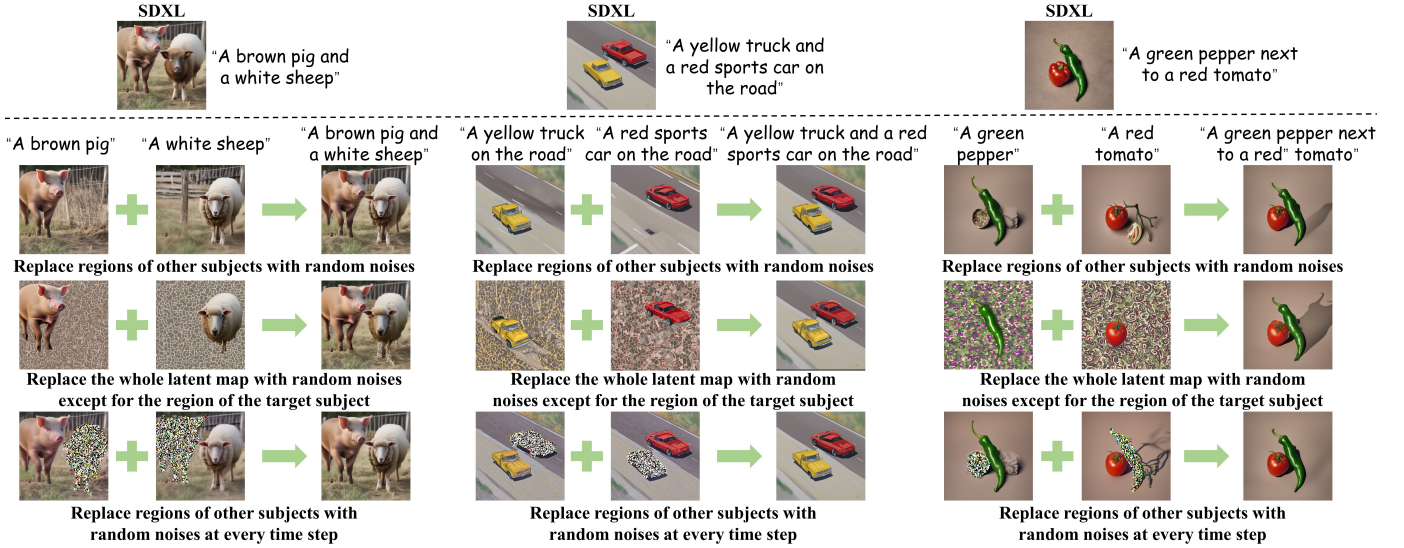 SDXL
“A brown pig and
a white sheep”
SDXL
“A yellow truck and
a red sports car on
the road”
SDXL
“A green pepper next
to a red tomato”
“A brown pig”
“A white sheep”
“A brown pig and
a white sheep”
“A yellow truck
on the road”
“A red sports
car on the road”
“A yellow truck and a red
sports car on the road”
“A green
pepper”
“A red
tomato”
“A green pepper next
to a red” tomato”
Replace regions of other subjects with random noises
Replace regions of other subjects with random noises
Replace regions of other subjects with random noises
Replace the whole latent map with random noises
except for the region of the target subject
Replace the whole latent map with random
noises except for the region of the target subject
Replace the whole latent map with random
noises except for the region of the target subject
Replace regions of other subjects with
random noises at every time step
Replace regions of other subjects with
random noises at every time step
Replace regions of other subjects with
random noises at every time step